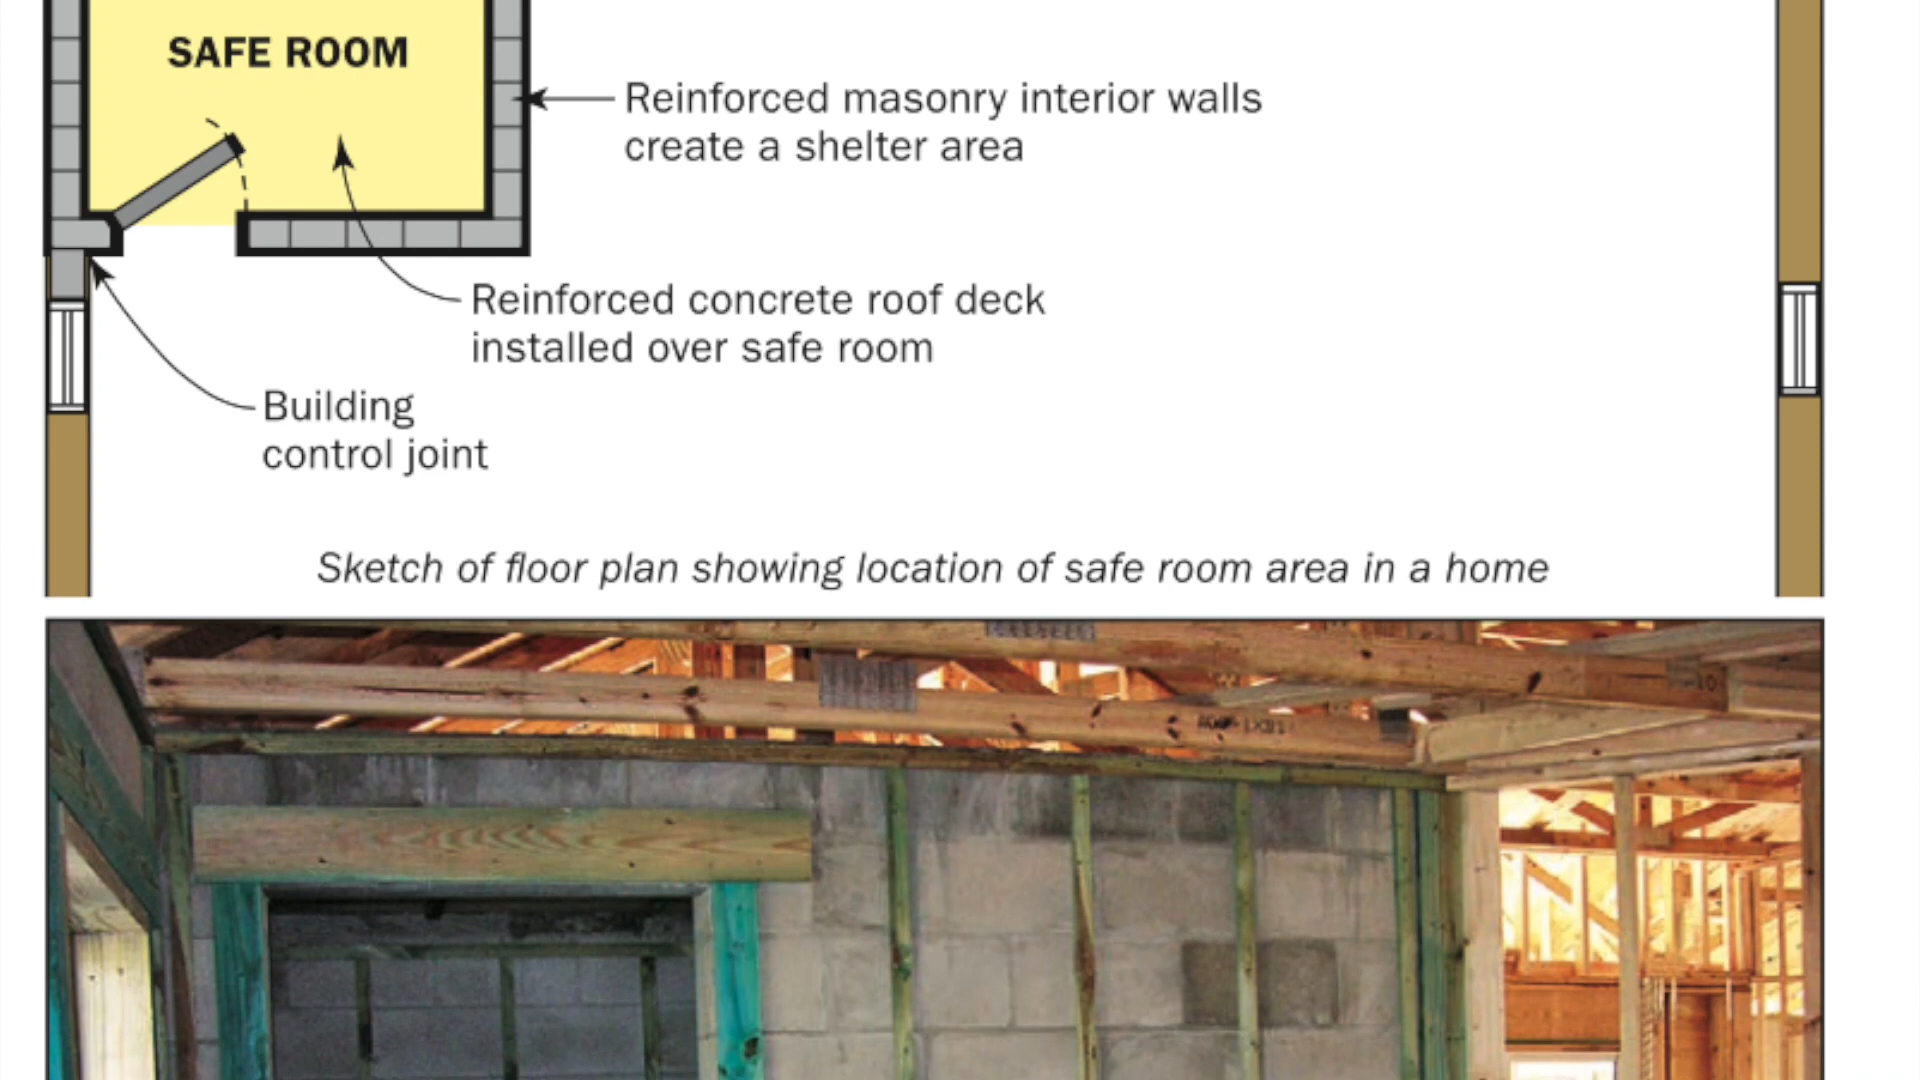 SAFE ROOM
Reinforced masonry interior walls
create a shelter area
Reinforced concrete roof deck
installed over safe room
Building
control joint
Sketch of floor plan showing location of safe room area in a home